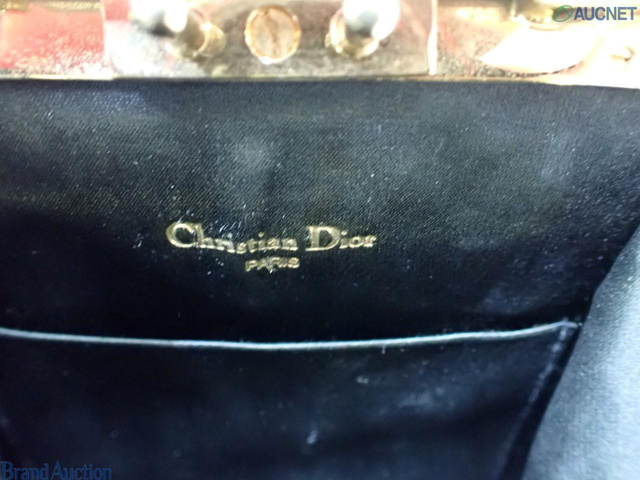 AUCNET
Christian Dior
PARIS
Brand Auction